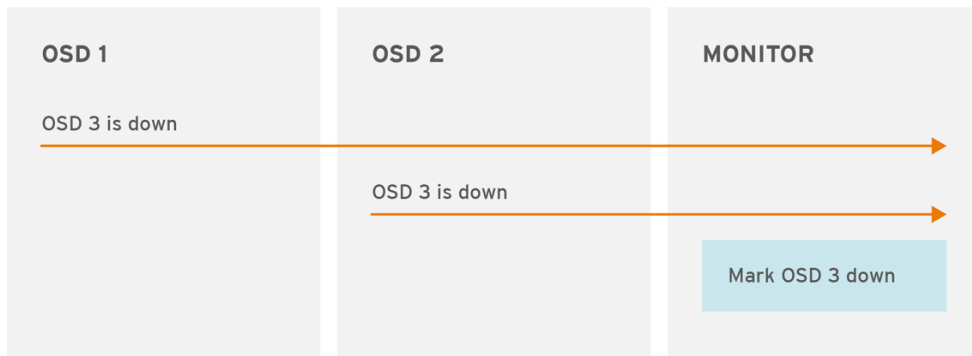 OSD 1
OSD 2
MONITOR
OSD 3 is down
OSD 3 is down
Mark OSD 3 down